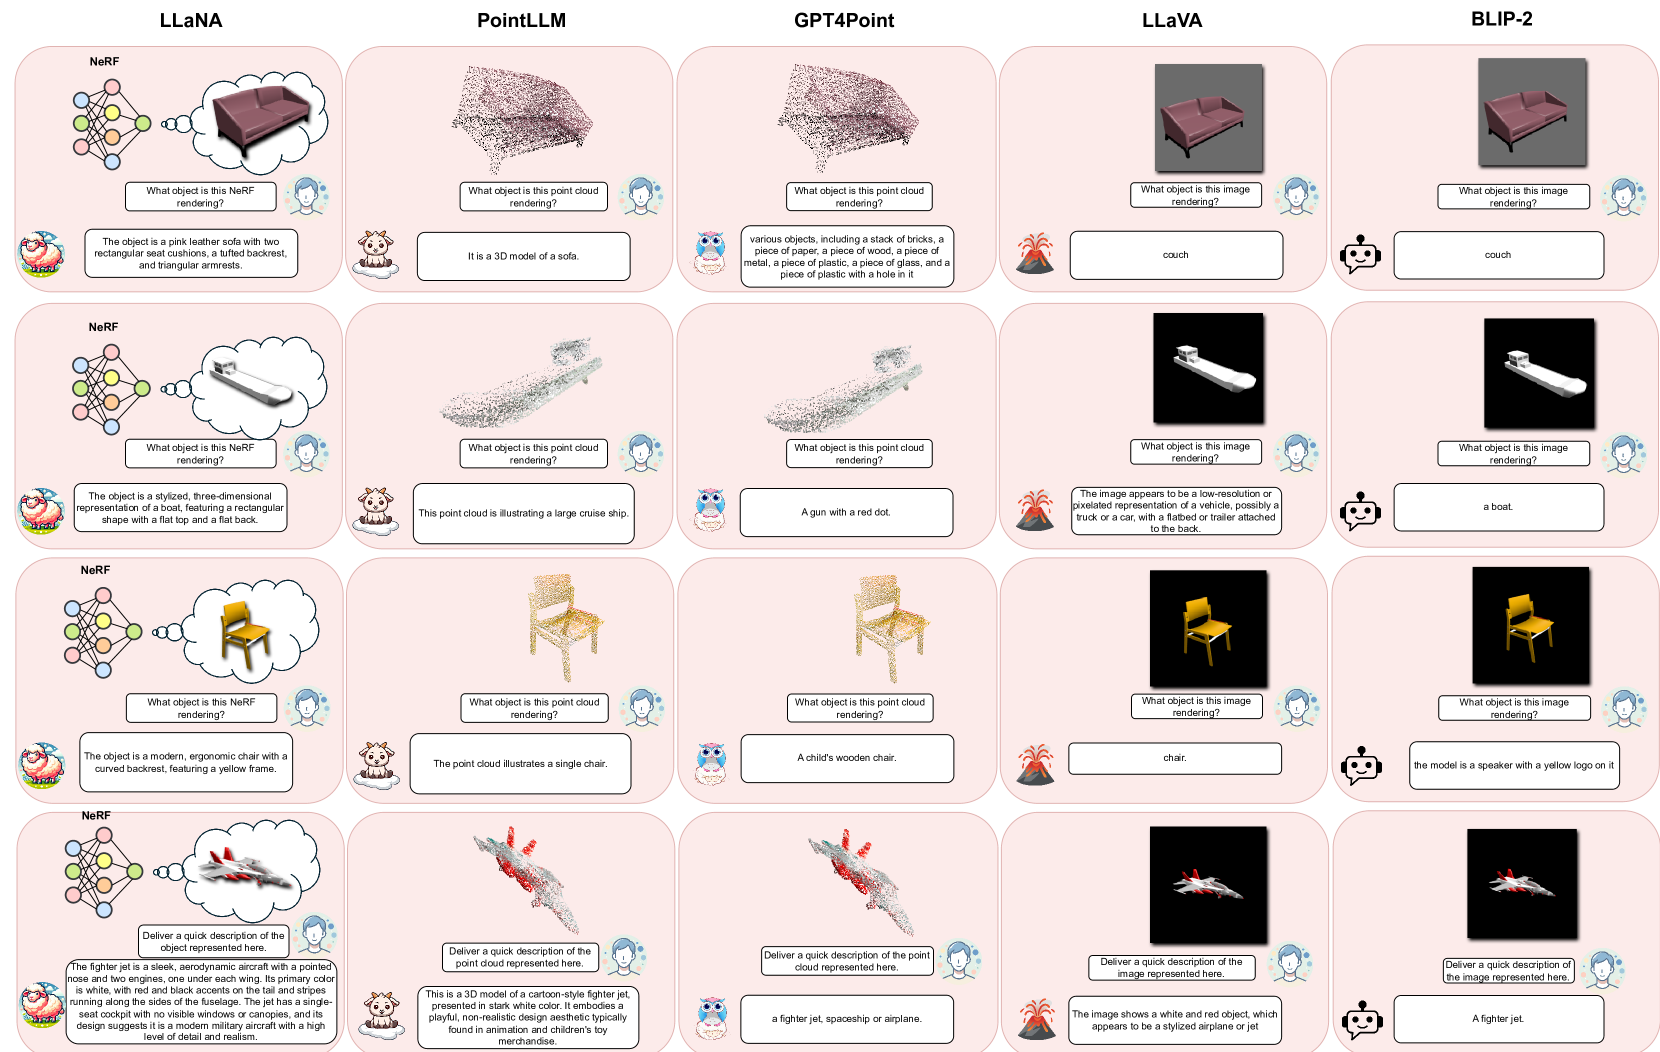 LLaNA
PointLLM
GPT4Point
LLaVA
BLIP-2
NeRF
What object is this NeRF
rendering?
The object is a pink leather sofa with two
rectangular seat cushions, a tufted backrest,
and triangular armrests.
What object is this point cloud
rendering?
It is a 3D model of a sofa.
What object is this point cloud
rendering?
various objects, including a stack of bricks, a
piece of paper, a piece of wood, a piece of
metal, a piece of plastic, a piece of glass, and a
piece of plastic with a hole in it
What object is this image
rendering?
couch
What object is this image
rendering?
couch
NeRF
What object is this NeRF
rendering?
The object is a stylized, three-dimensional
representation of a boat, featuring a rectangular
shape with a flat top and a flat back.
What object is this point cloud
rendering?
This point cloud is illustrating a large cruise ship.
What object is this point cloud
rendering?
A gun with a red dot.
What object is this image
rendering?
The image appears to be a low-resolution or
pixelated representation of a vehicle, possibly a
truck or a car, with a flatbed or trailer attached
to the back.
What object is this image
rendering?
a boat.
NeRF
What object is this NeRF
rendering?
The object is a modern, ergonomic chair with a
curved backrest, featuring a yellow frame.
What object is this point cloud
rendering?
The point cloud illustrates a single chair.
What object is this point cloud
rendering?
A child's wooden chair.
What object is this image
rendering?
chair.
What object is this image
rendering?
the model is a speaker with a yellow logo on it
NeRF
Deliver a quick description of the
object represented here.
The fighter jet is a sleek, aerodynamic aircraft with a pointed
nose and two engines, one under each wing. Its primary color
is white, with red and black accents on the tail and stripes
running along the sides of the fuselage. The jet has a single-
seat cockpit with no visible windows or canopies, and its
design suggests it is a modern military aircraft with a high
level of detail and realism.
Deliver a quick description of the
point cloud represented here.
This is a 3D model of a cartoon-style fighter jet,
presented in stark white color. It embodies a
playful, non-realistic design aesthetic typically
found in animation and children's toy
merchandise.
Deliver a quick description of the point
cloud represented here.
a fighter jet, spaceship or airplane.
Deliver a quick description of the
image represented here.
The image shows a white and red object, which
appears to be a stylized airplane or jet
Deliver a quick description of
the image represented here.
A fighter jet.